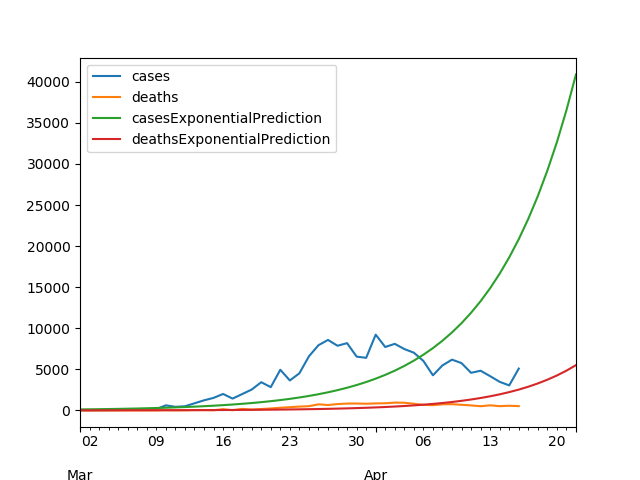 cases
deaths
casesExponentialPrediction
deathsExponentialPrediction
40000
35000
30000
25000
20000
15000
10000
5000
0
02 09 16 23 30 06 13 20
Mar Apr